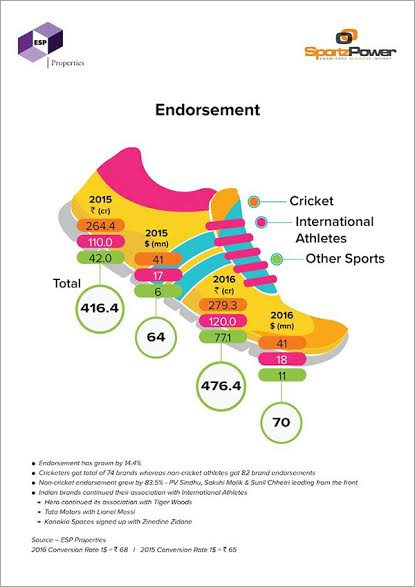 ESP
Properties
SportzPower
KNOWLEDGE BUSINESS INSIGHT
Endorsement
2015
₹ (cr)
264.4
110.0
42.0
Total
416.4
2015
$ (mn)
41
17
6
64
2016
₹ (cr)
279.3
120.0
77.1
476.4
2016
$ (mn)
41
18
11
70
Cricket
International
Athletes
Other Sports
Endorsement has grown by 14.4%
Cricketers got total of 74 brands whereas non-cricket athletes got 82 brand endorsements
Non-cricket endorsement grew by 83.5% - PV Sindhu, Sakshi Malik & Sunil Chhetri leading from the front
Indian brands continued their association with International Athletes
Hero continued its association with Tiger Woods
Tata Motors with Lionel Messi
Kanakia Spaces signed up with Zinedine Zidane
Source – ESP Properties
2016 Conversion Rate 1$ = ₹ 68 I 2015 Conversion Rate 1$ = ₹ 65